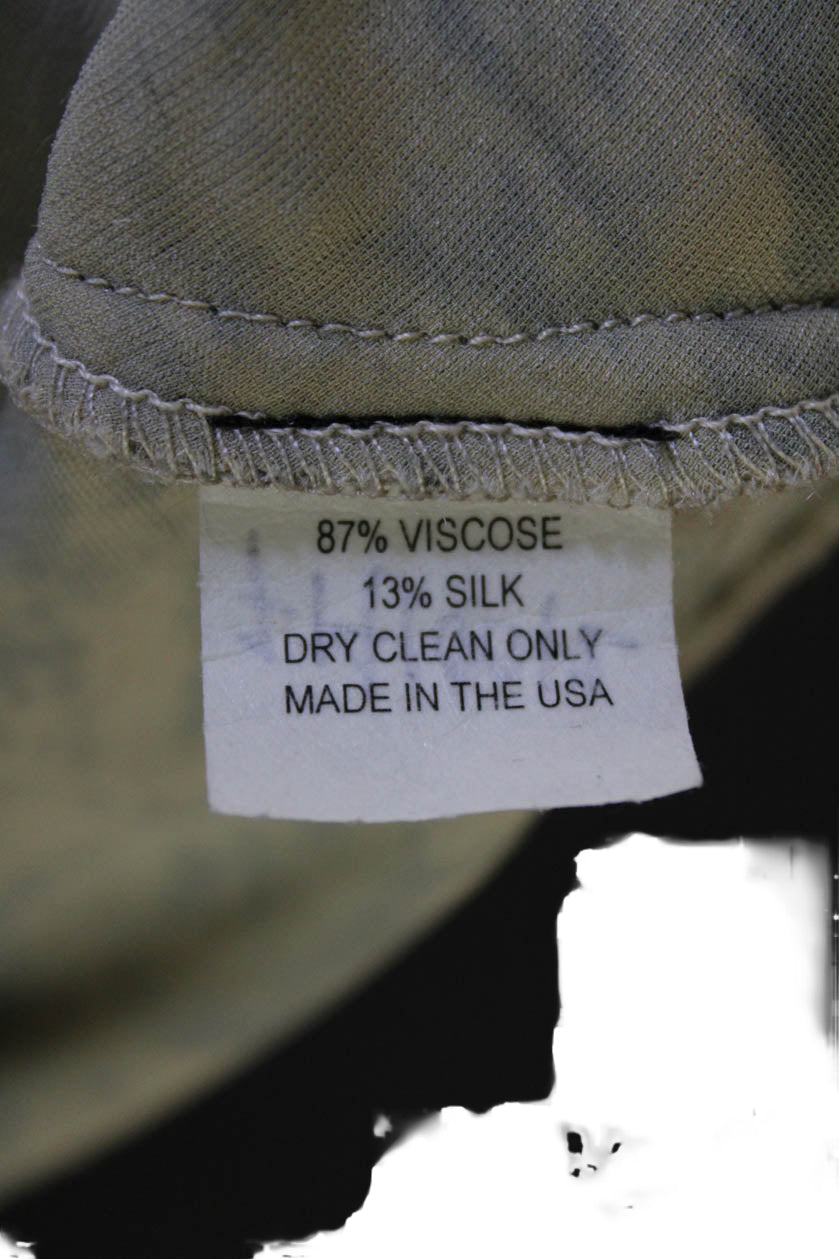 87% VISCOSE
13% SILK
DRY CLEAN ONLY
MADE IN THE USA